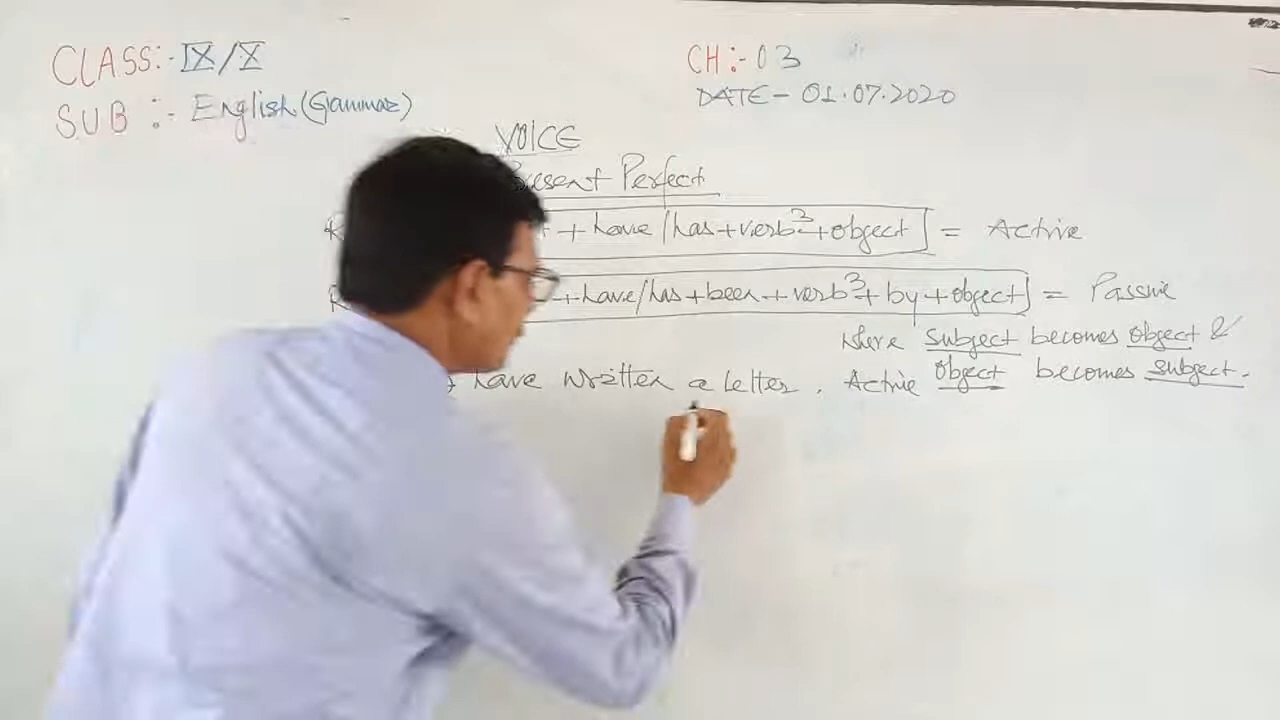 CLASS:- IX/X
CH:- 03
SUB :- English (Grammar)
DATE - 01.07.2020
VOICE
Present Perfect
+ have/has + verb³ + object] = Active
+ have/has + been + verb³ + by + object] = Passive
where subject becomes object &
have written a letter. Active object becomes subject.